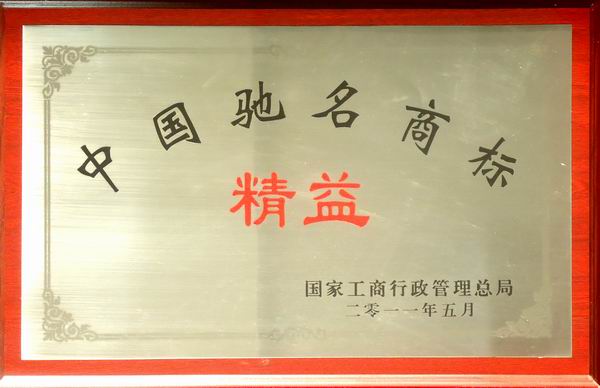 中国驰名商标
精益
国家工商行政管理总局
二零一一年五月